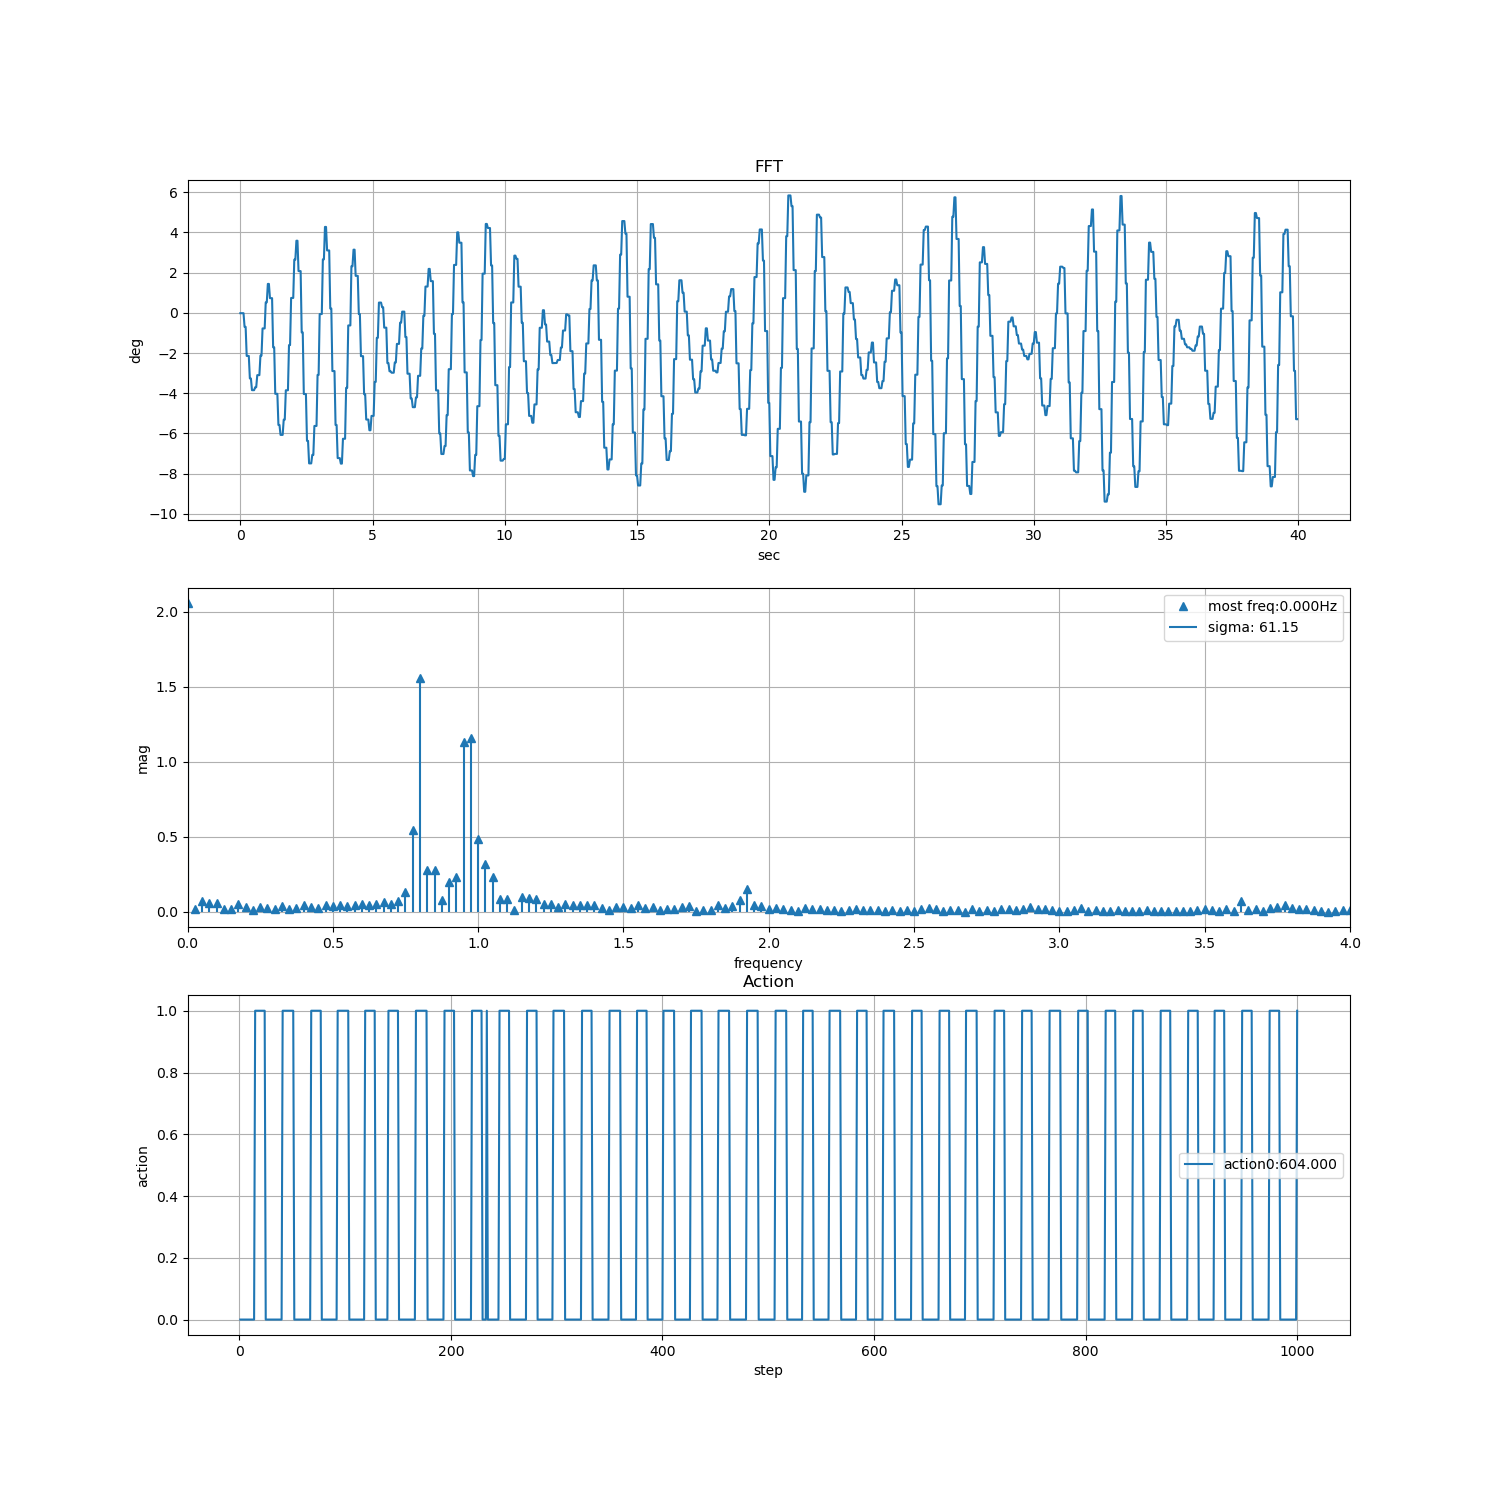 FFT
6
4
2
0
−2
−4
−6
−8
−10
deg
0 5 10 15 20 25 30 35 40
sec
2.0
1.5
1.0
0.5
0.0
mag
most freq:0.000Hz
sigma: 61.15
0.0 0.5 1.0 1.5 2.0 2.5 3.0 3.5 4.0
frequency
Action
1.0
0.8
0.6
0.4
0.2
0.0
action
action0:604.000
0 200 400 600 800 1000
step